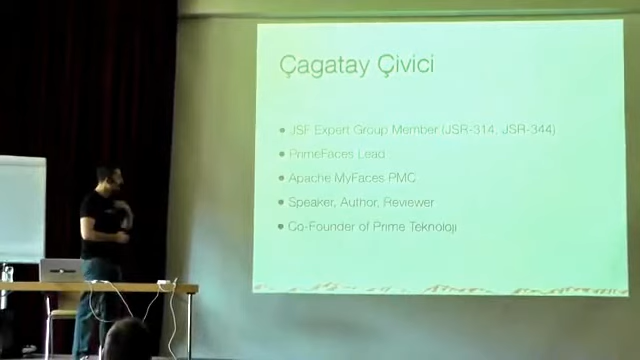 Çagatay Çivici
• JSF Expert Group Member (JSR-314, JSR-344)
• PrimeFaces Lead
• Apache MyFaces PMC
• Speaker, Author, Reviewer
• Co-Founder of Prime Teknoloji